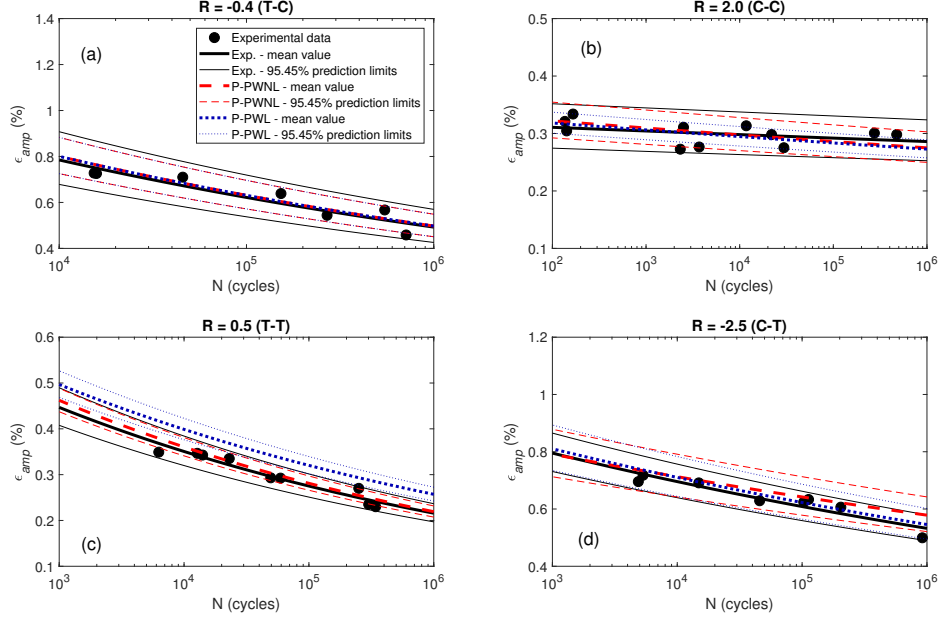 R = -0.4 (T-C)
1.4
1.2
1
0.8
0.6
0.4
ϵamp (%)
(a)
Experimental data
Exp. - mean value
Exp. - 95.45% prediction limits
P-PWNL - mean value
P-PWNL - 95.45% prediction limits
P-PWL - mean value
P-PWL - 95.45% prediction limits
10^4 10^5 10^6
N (cycles)
R = 2.0 (C-C)
0.5
0.4
0.3
0.2
0.1
ϵamp (%)
(b)
10^2 10^3 10^4 10^5 10^6
N (cycles)
R = 0.5 (T-T)
0.6
0.5
0.4
0.3
0.2
0.1
ϵamp (%)
(c)
10^3 10^4 10^5 10^6
N (cycles)
R = -2.5 (C-T)
1.2
1
0.8
0.6
0.4
ϵamp (%)
(d)
10^3 10^4 10^5 10^6
N (cycles)